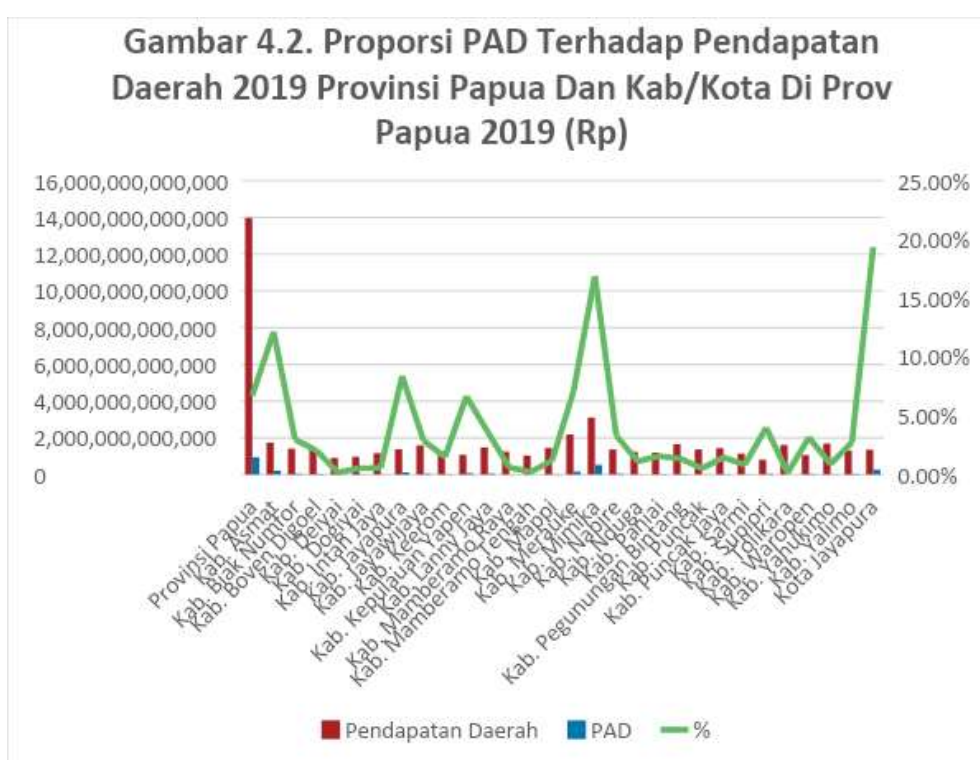 Gambar 4.2. Proporsi PAD Terhadap Pendapatan
Daerah 2019 Provinsi Papua Dan Kab/Kota Di Prov
Papua 2019 (Rp)
16,000,000,000,000
14,000,000,000,000
12,000,000,000,000
10,000,000,000,000
8,000,000,000,000
6,000,000,000,000
4,000,000,000,000
2,000,000,000,000
0
25.00%
20.00%
15.00%
10.00%
5.00%
0.00%
Provinsi Papua
Kab. Asmat
Kab. Biak Numfor
Kab. Boven Digoel
Kab. Deiyai
Kab. Dogiyai
Kab. Intan Jaya
Kab. Jayapura
Kab. Jayawijaya
Kab. Keerom
Kab. Kepulauan Yapen
Kab. Lanny Jaya
Kab. Mamberamo Raya
Kab. Mamberamo Tengah
Kab. Mappi
Kab. Merauke
Kab. Mimika
Kab. Nabire
Kab. Nduga
Kab. Paniai
Kab. Pegunungan Bintang
Kab. Puncak
Kab. Puncak Jaya
Kab. Sarmi
Kab. Supiori
Kab. Tolikara
Kab. Waropen
Kab. Yahukimo
Kab. Yalimo
Kota Jayapura
Pendapatan Daerah
PAD
%